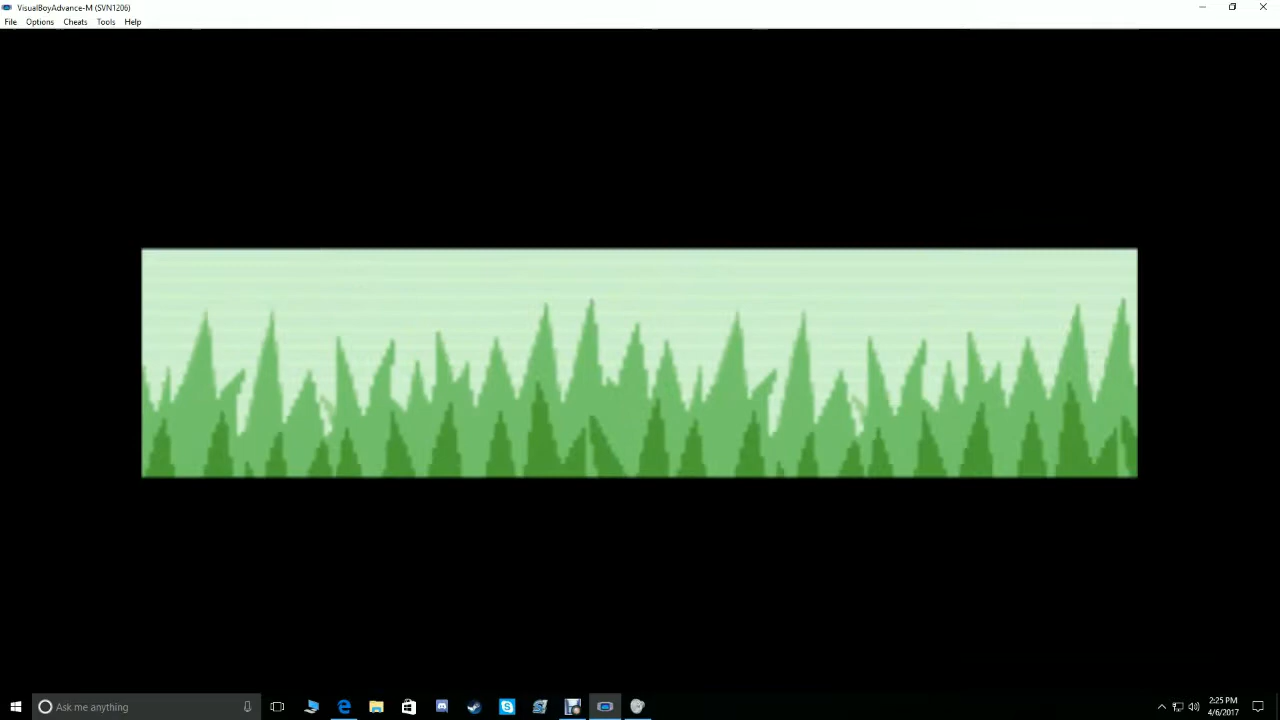 VisualBoyAdvance-M (SVN1206)
File Options Cheats Tools Help
Ask me anything
2:25 PM
4/6/2017